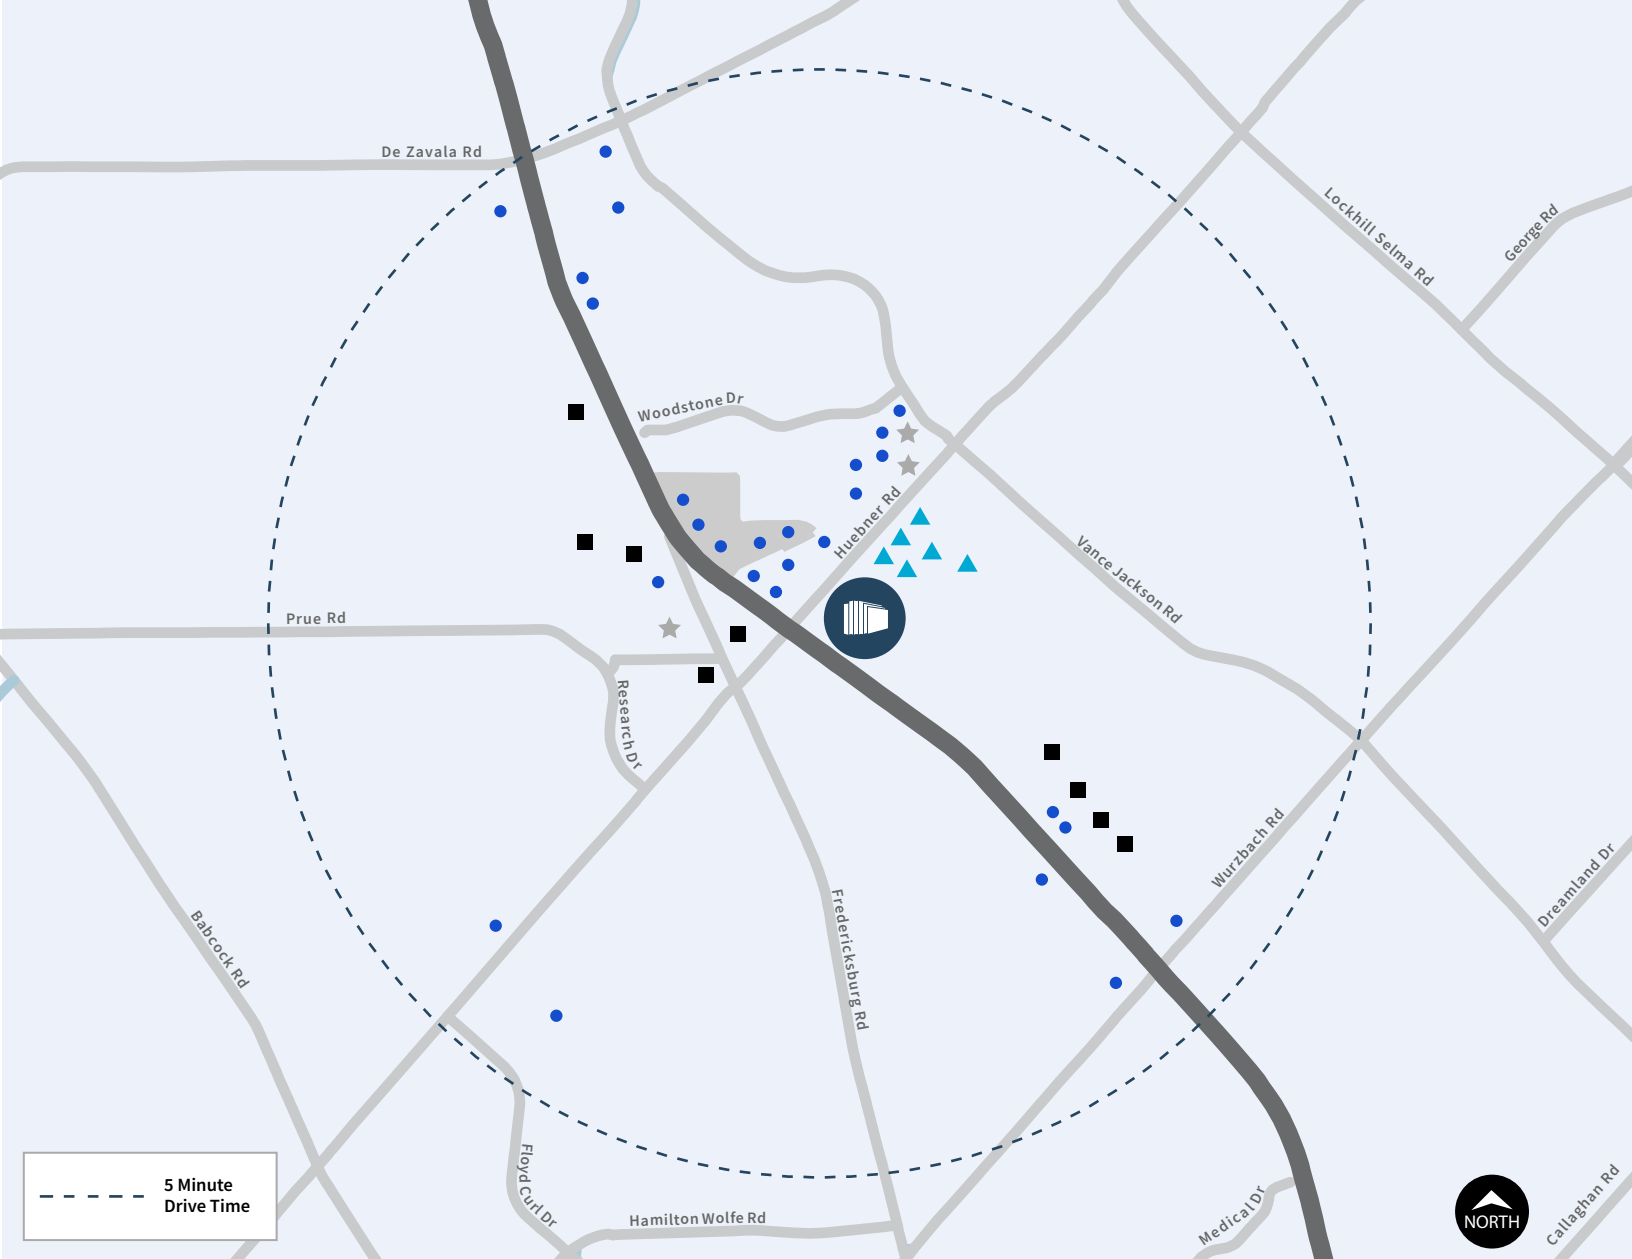 De Zavala Rd
Lockhill Selma Rd
George Rd
Woodstone Dr
Huebner Rd
Vance Jackson Rd
Prue Rd
Research Dr
Wurzbach Rd
Dreamland Dr
Babcock Rd
Fredericksburg Rd
Floyd Curl Dr
Hamilton Wolfe Rd
Medical Dr
Callaghan Rd
5 Minute
Drive Time
NORTH